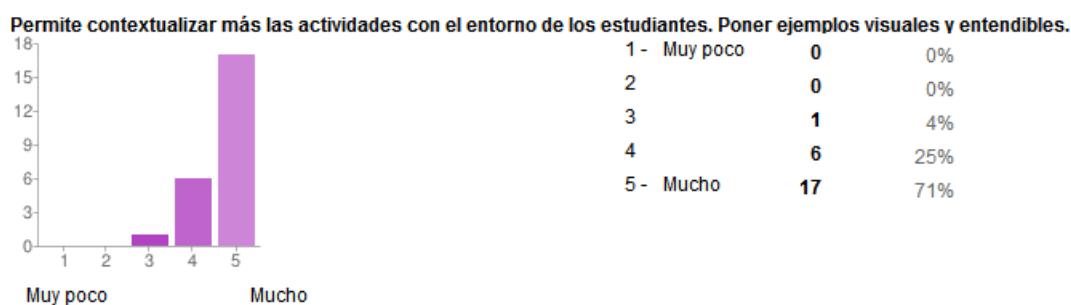 Permite contextualizar más las actividades con el entorno de los estudiantes. Poner ejemplos visuales y entendibles.
18
15
12
9
6
3
0
1 2 3 4 5
Muy poco Mucho
1 - Muy poco 0 0%
2 0 0%
3 1 4%
4 6 25%
5 - Mucho 17 71%